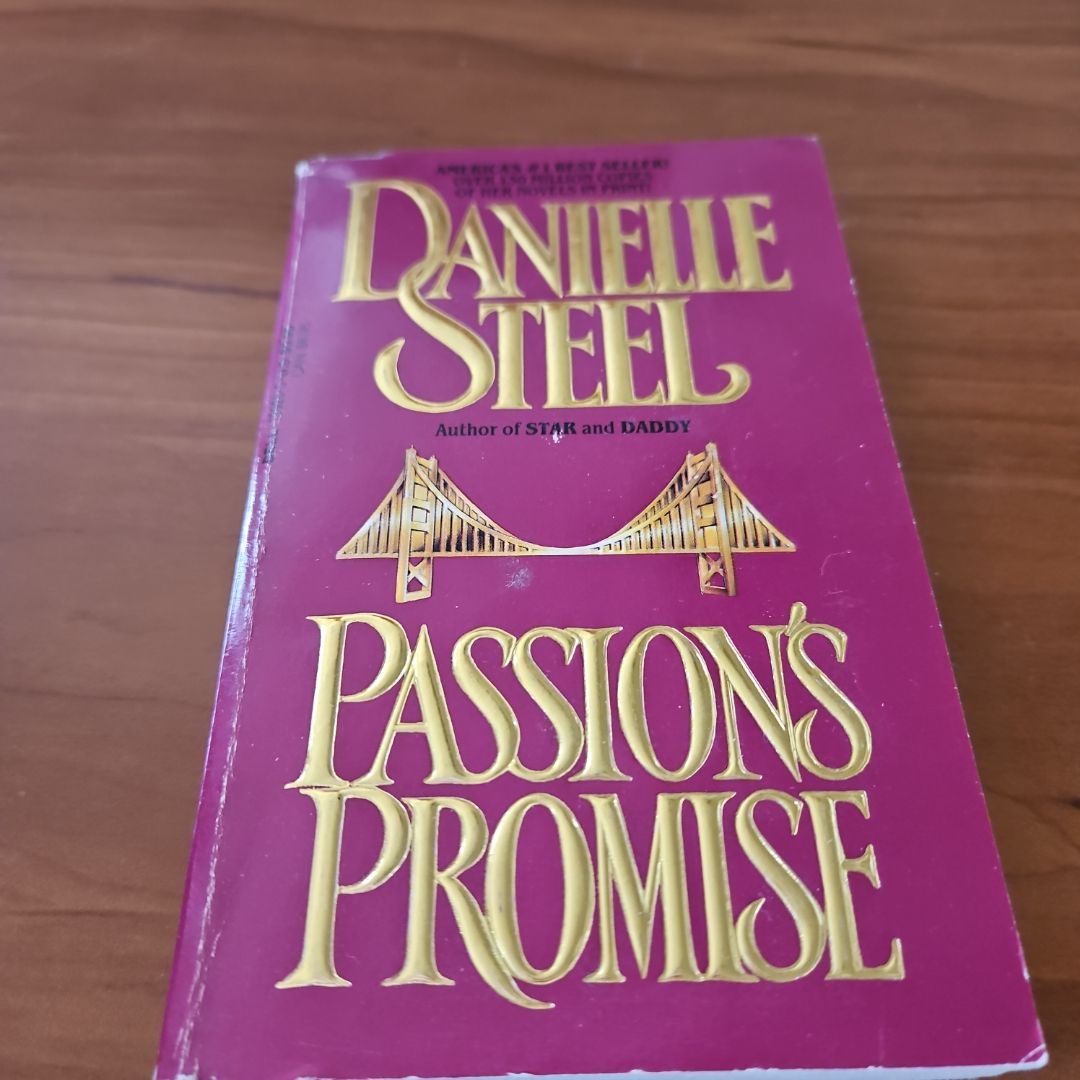 AMERICA'S #1 BEST SELLER!
OVER 150 MILLION COPIES
OF HER NOVELS IN PRINT!
DANIELLE
STEEL
Author of STAR and DADDY
PASSION'S
PROMISE